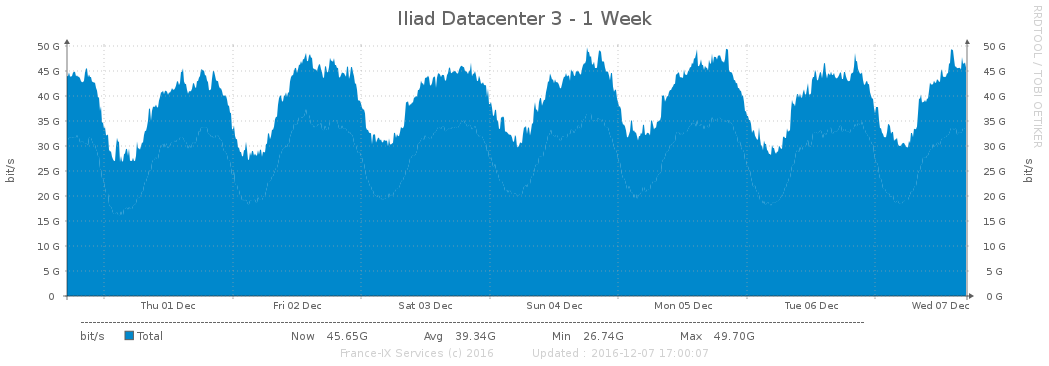 Iliad Datacenter 3 - 1 Week
RRDTOOL / TOBI OETIKER
50 G 50 G
45 G 45 G
40 G 40 G
35 G 35 G
30 G 30 G
25 G 25 G
20 G 20 G
15 G 15 G
10 G 10 G
5 G 5 G
0 0 G
bit/s bit/s
Thu 01 Dec Fri 02 Dec Sat 03 Dec Sun 04 Dec Mon 05 Dec Tue 06 Dec Wed 07 Dec
bit/s Total Now 45.65G Avg 39.34G Min 26.74G Max 49.70G
France-IX Services (c) 2016 Updated : 2016-12-07 17:00:07